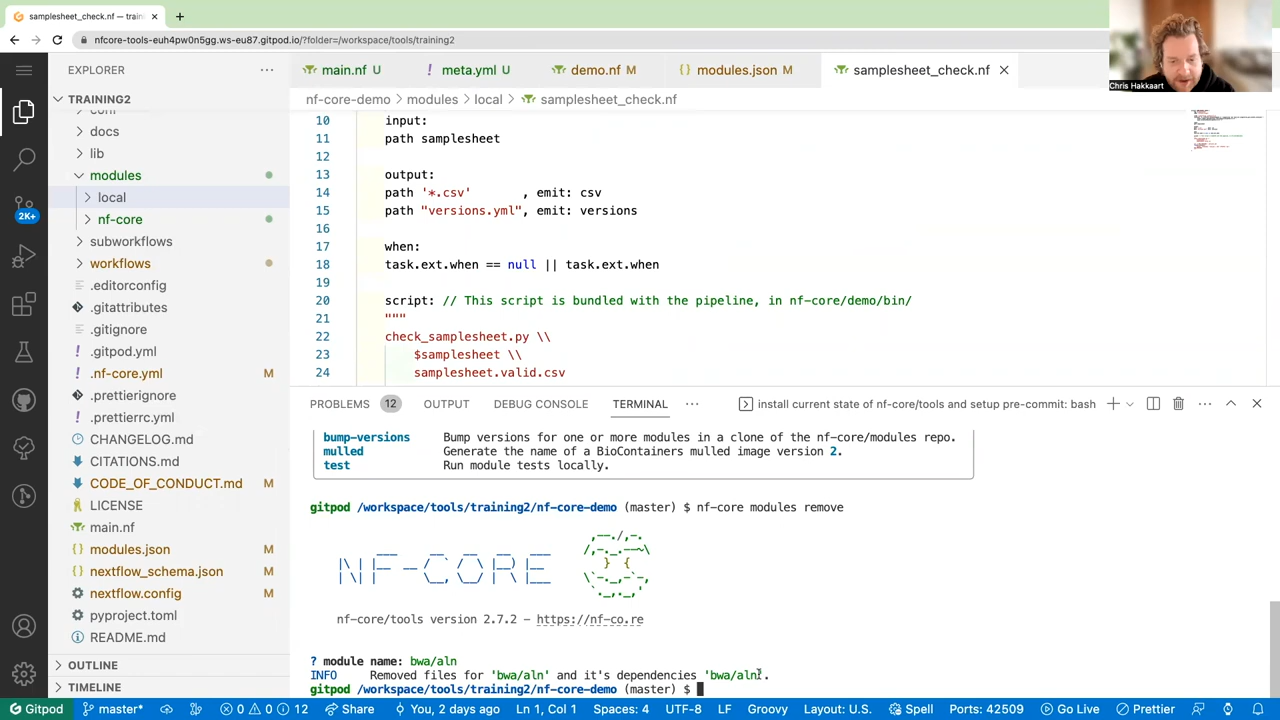 samplesheet_check.nf — traini
nfcore-tools-euh4pw0n5gg.ws-eu87.gitpod.io/?folder=/workspace/tools/training2
Chris Hakkaart
EXPLORER
main.nf U
meta.yml U
demo.nf M
modules.json M
samplesheet_check.nf
TRAINING2
docs
lib
modules
local
nf-core
subworkflows
workflows
.editorconfig
.gitattributes
.gitignore
.gitpod.yml
.nf-core.yml M
.prettierignore
.prettierrc.yml
CHANGELOG.md
CITATIONS.md
CODE_OF_CONDUCT.md M
LICENSE
main.nf
modules.json M
nextflow_schema.json M
nextflow.config M
pyproject.toml
README.md
OUTLINE
TIMELINE
2K+
nf-core-demo > modules > local > samplesheet_check.nf
10 input:
11 path samplesheet
12
13 output:
14 path '*.csv' , emit: csv
15 path "versions.yml", emit: versions
16
17 when:
18 task.ext.when == null || task.ext.when
19
20 script: // This script is bundled with the pipeline, in nf-core/demo/bin/
21 """
22 check_samplesheet.py \\
23 $samplesheet \\
24 samplesheet.valid.csv
PROBLEMS 12 OUTPUT DEBUG CONSOLE TERMINAL ··· install current state of nf-core/tools and setup pre-commit: bash
bump-versions Bump versions for one or more modules in a clone of the nf-core/modules repo.
mulled Generate the name of a BioContainers mulled image version 2.
test Run module tests locally.
gitpod /workspace/tools/training2/nf-core-demo (master) $ nf-core modules remove
NF-CORE
nf-core/tools version 2.7.2 - https://nf-co.re
? module name: bwa/aln
INFO Removed files for 'bwa/aln' and it's dependencies 'bwa/aln'.
gitpod /workspace/tools/training2/nf-core-demo (master) $
Gitpod master* 0 0 12 Share You, 2 days ago Ln 1, Col 1 Spaces: 4 UTF-8 LF Groovy Layout: U.S. Spell Ports: 42509 Go Live Prettier